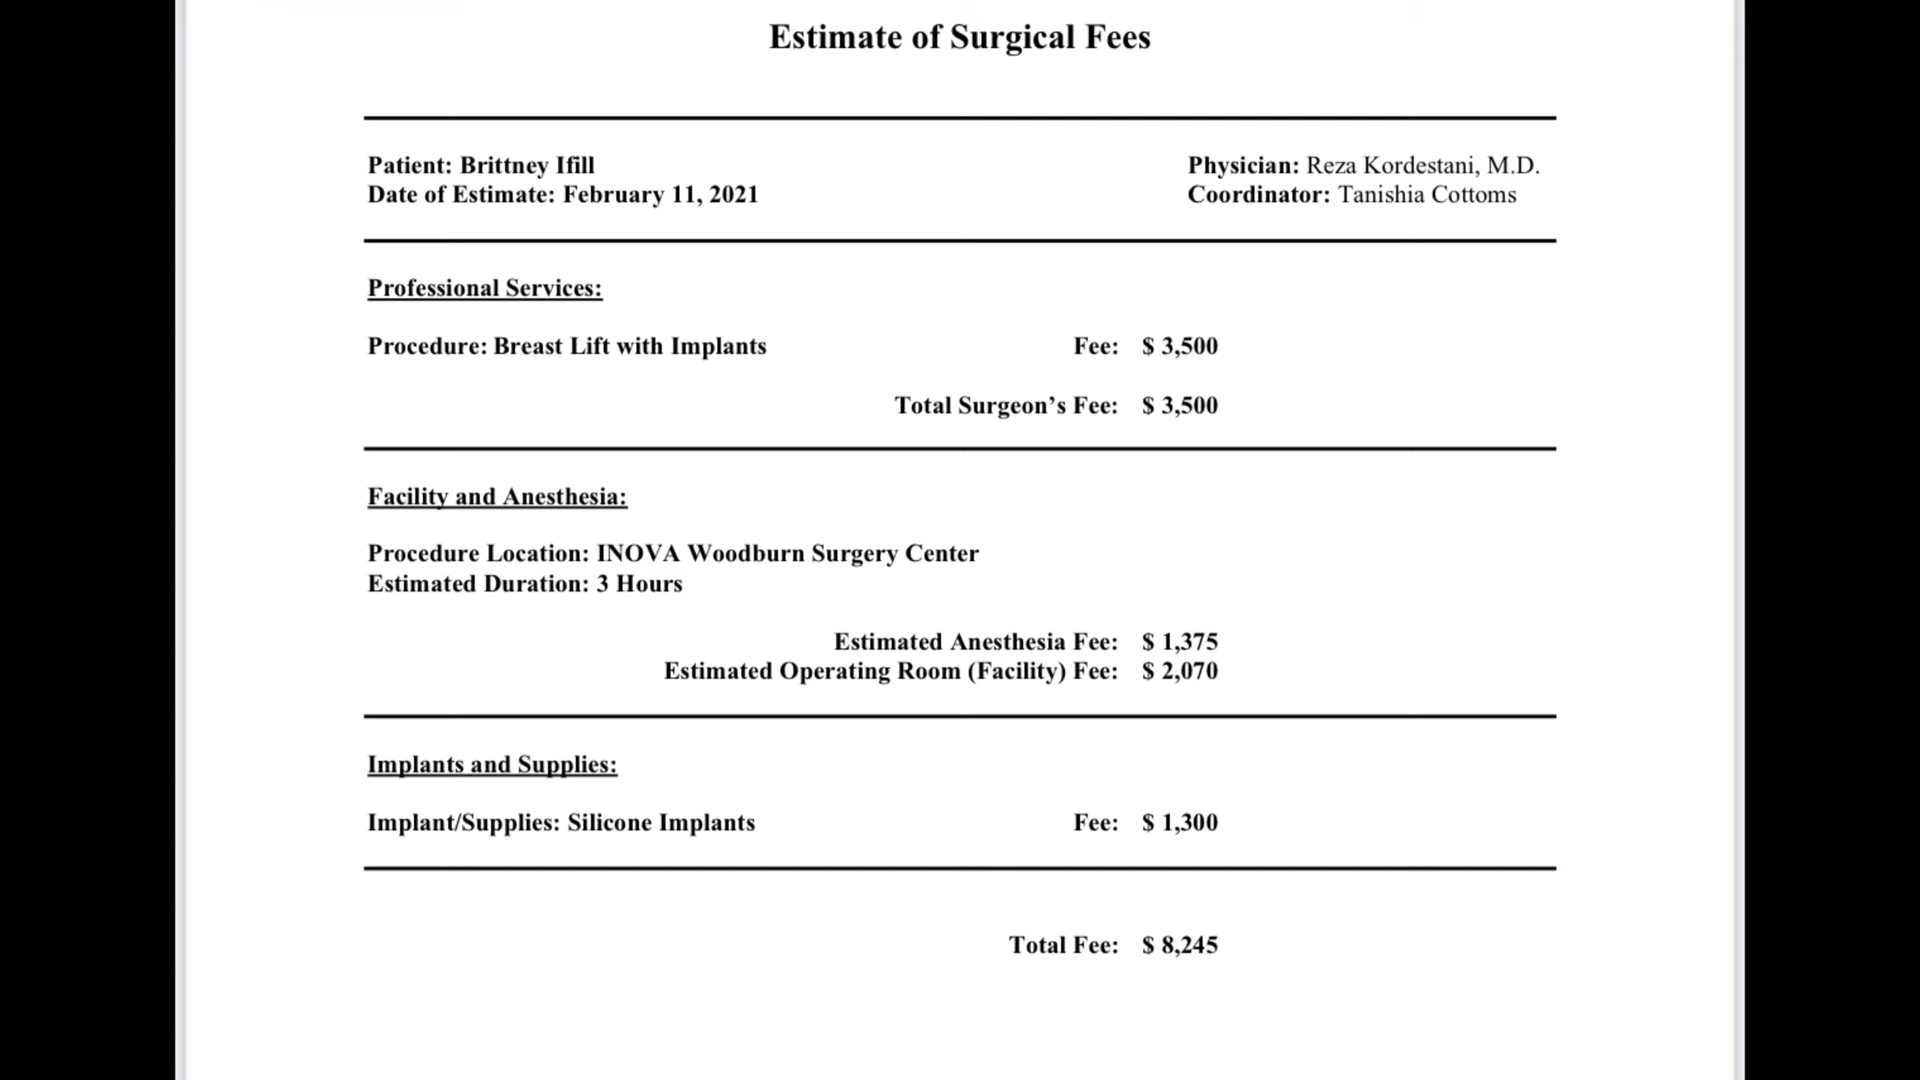 Estimate of Surgical Fees
Patient: Brittney Ifill
Date of Estimate: February 11, 2021
Physician: Reza Kordestani, M.D.
Coordinator: Tanishia Cottoms
Professional Services:
Procedure: Breast Lift with Implants Fee: $ 3,500
Total Surgeon’s Fee: $ 3,500
Facility and Anesthesia:
Procedure Location: INOVA Woodburn Surgery Center
Estimated Duration: 3 Hours
Estimated Anesthesia Fee: $ 1,375
Estimated Operating Room (Facility) Fee: $ 2,070
Implants and Supplies:
Implant/Supplies: Silicone Implants Fee: $ 1,300
Total Fee: $ 8,245